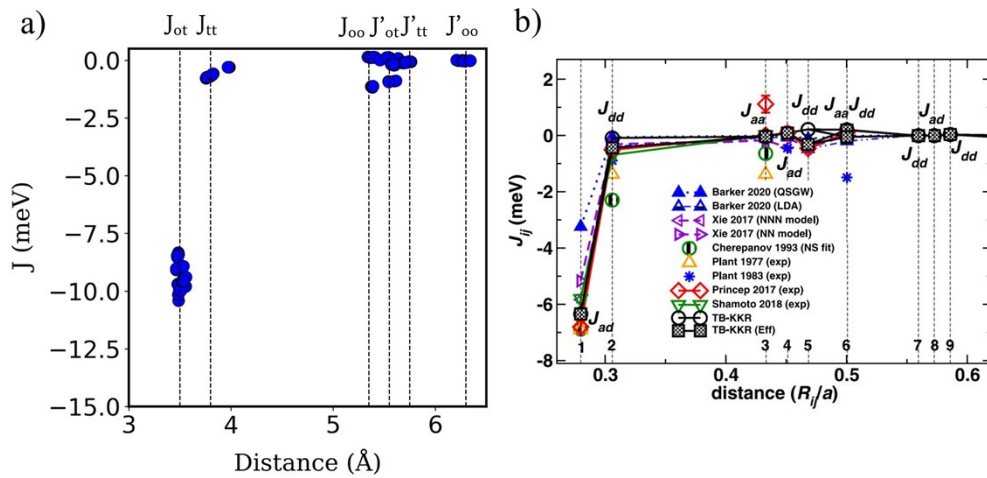 a)
J_ot J_tt J_oo J'_ot J'_tt J'_oo
0.0
−2.5
−5.0
−7.5
−10.0
−12.5
−15.0
J (meV)
3 4 5 6
Distance (Å)
b)
2
0
-2
-4
-6
-8
J_ij (meV)
J_dd J_aa J_dd J_aa J_dd J_ad
J_ad J_dd J_dd
J_ad
Barker 2020 (QSGW)
Barker 2020 (LDA)
Xie 2017 (NNN model)
Xie 2017 (NN model)
Cherepanov 1993 (NS fit)
Plant 1977 (exp)
Plant 1983 (exp)
Princep 2017 (exp)
Shamoto 2018 (exp)
TB-KKR
TB-KKR (Eff)
1 2 3 4 5 6 7 8 9
0.3 0.4 0.5 0.6
distance (R_ij/a)